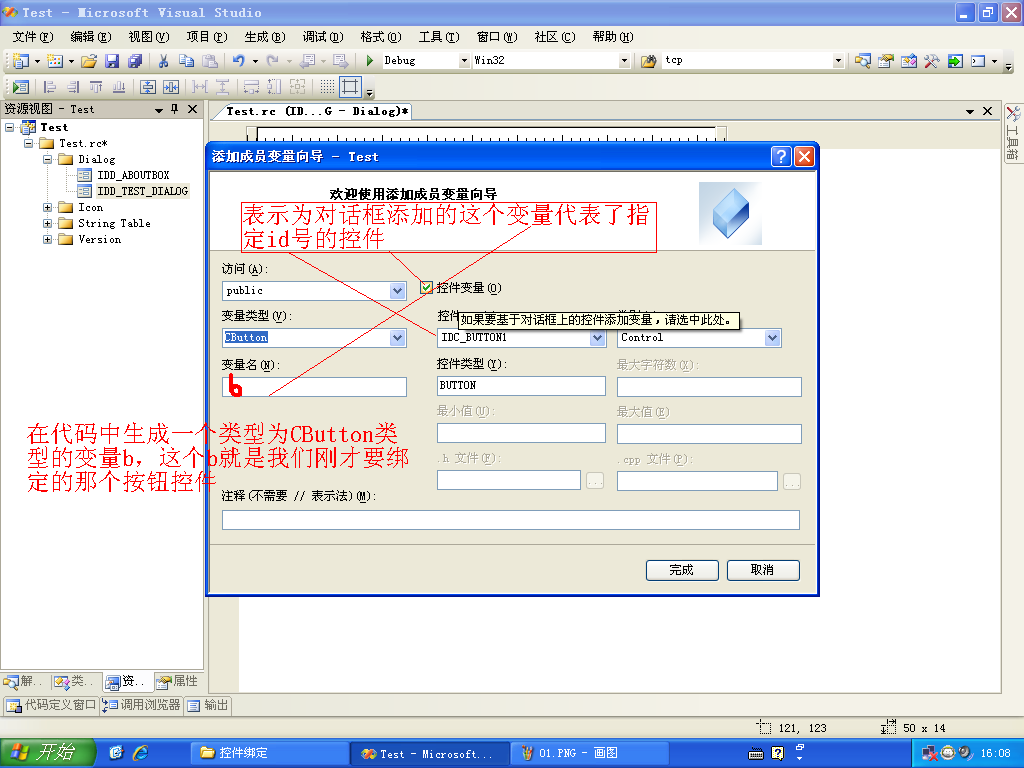 Test - Microsoft Visual Studio
文件(F) 编辑(E) 视图(V) 项目(P) 生成(B) 调试(D) 格式(O) 工具(T) 窗口(W) 社区(C) 帮助(H)
Debug Win32 tcp
资源视图 - Test
Test.rc (ID...G - Dialog)*
Test
Test.rc*
Dialog
IDD_ABOUTBOX
IDD_TEST_DIALOG
Icon
String Table
Version
工具箱
添加成员变量向导 - Test
欢迎使用添加成员变量向导
表示为对话框添加的这个变量代表了指
定id号的控件
访问(A):
public
控件变量(O)
变量类型(V):
如果要基于对话框上的控件添加变量，请选中此处。
CButton
IDC_BUTTON1
Control
变量名(N):
控件类型(Y):
最大字符数(X):
b
BUTTON
最小值(U):
最大值(E)
在代码中生成一个类型为CButton类
型的变量b，这个b就是我们刚才要绑
定的那个按钮控件
.h 文件(F):
.cpp 文件(P):
...
...
注释(不需要 // 表示法)(M):
完成 取消
解.. 类.. 资.. 属性
代码定义窗口 调用浏览器 输出
121, 123 50 x 14
开始 控件绑定 Test - Microsoft... 01.PNG - 画图 16:08